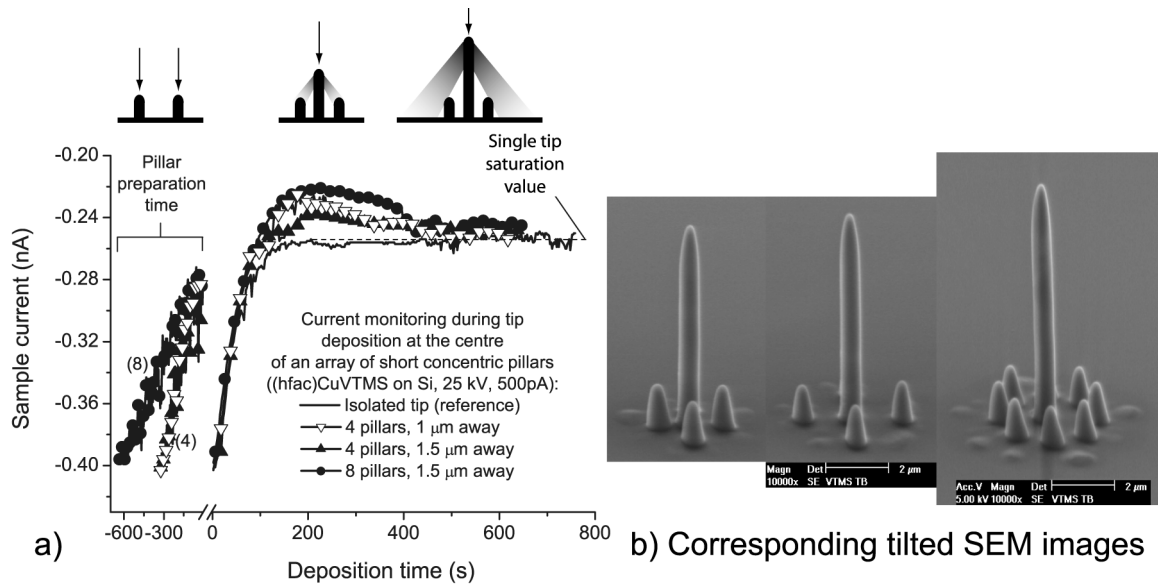 Single tip
saturation
value
Pillar
preparation
time
-0.20
-0.24
-0.28
-0.32
-0.36
-0.40
Sample current (nA)
(8)
(4)
Current monitoring during tip
deposition at the centre
of an array of short concentric pillars
((hfac)CuVTMS on Si, 25 kV, 500pA):
Isolated tip (reference)
4 pillars, 1 μm away
4 pillars, 1.5 μm away
8 pillars, 1.5 μm away
-600 -300 0 200 400 600 800
Deposition time (s)
a)
Magn Det 2 μm
10000x SE VTMS TB
Acc.V Magn Det 2 μm
5.00 kV 10000x SE VTMS TB
b) Corresponding tilted SEM images